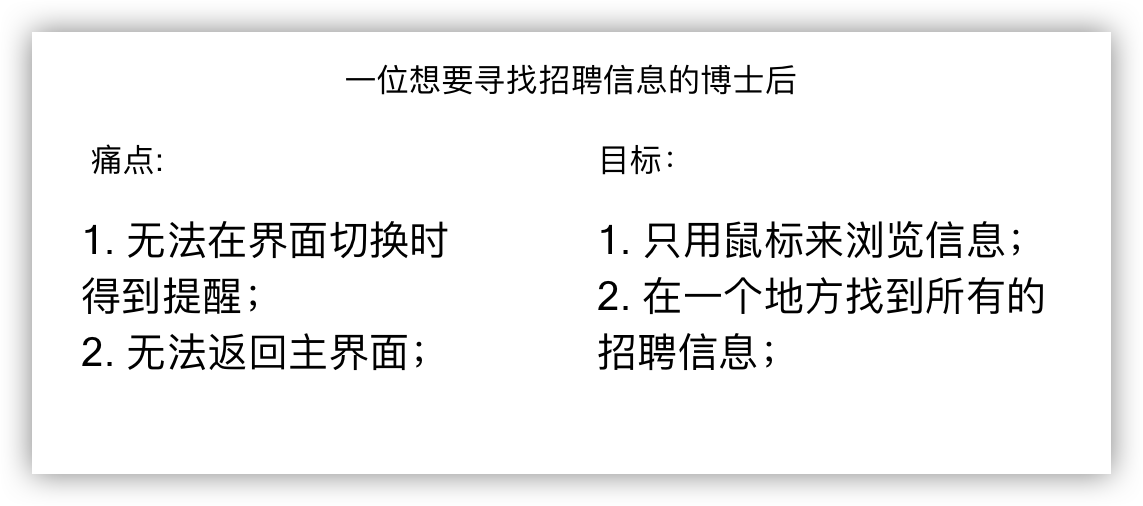 一位想要寻找招聘信息的博士后
痛点:
1. 无法在界面切换时
得到提醒；
2. 无法返回主界面；
目标：
1. 只用鼠标来浏览信息；
2. 在一个地方找到所有的
招聘信息；